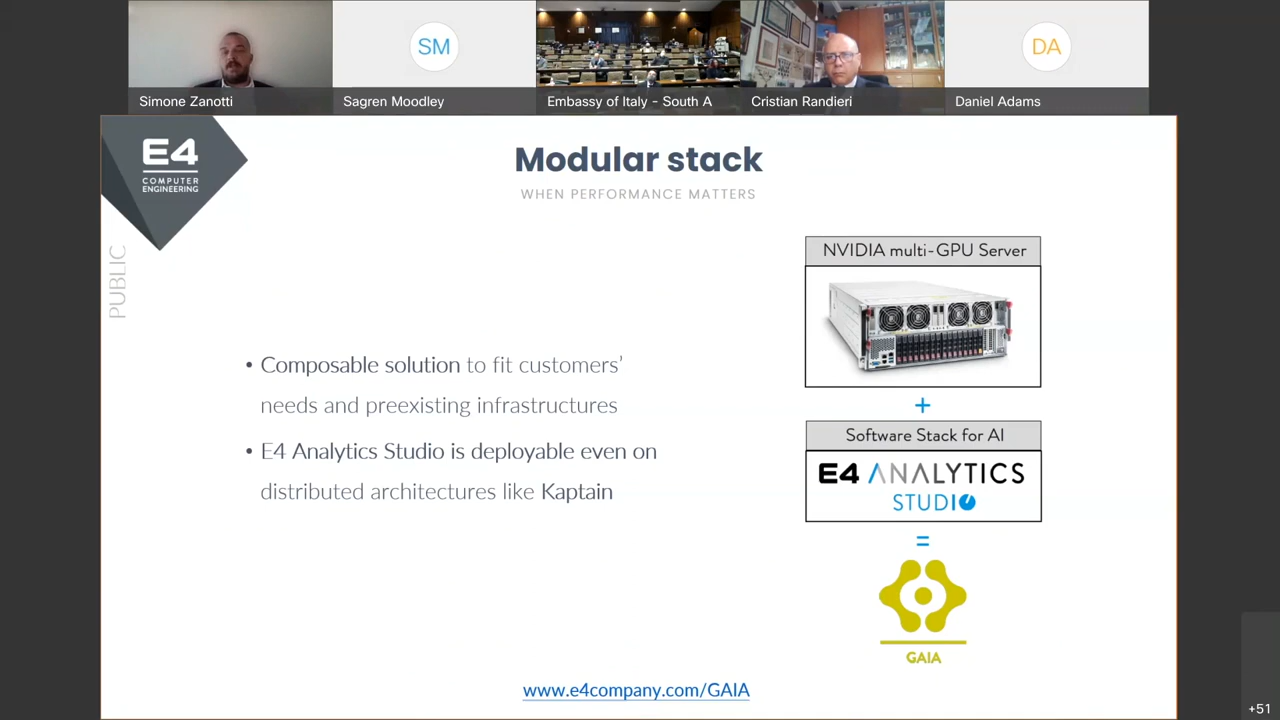 SM
DA
Simone Zanotti
Sagren Moodley
Embassy of Italy - South A
Cristian Randieri
Daniel Adams
E4
COMPUTER
ENGINEERING
PUBLIC
Modular stack
WHEN PERFORMANCE MATTERS
• Composable solution to fit customers’
needs and preexisting infrastructures
• E4 Analytics Studio is deployable even on
distributed architectures like Kaptain
NVIDIA multi-GPU Server
+
Software Stack for AI
E4 ANALYTICS
STUDIO
=
GAIA
www.e4company.com/GAIA
+51